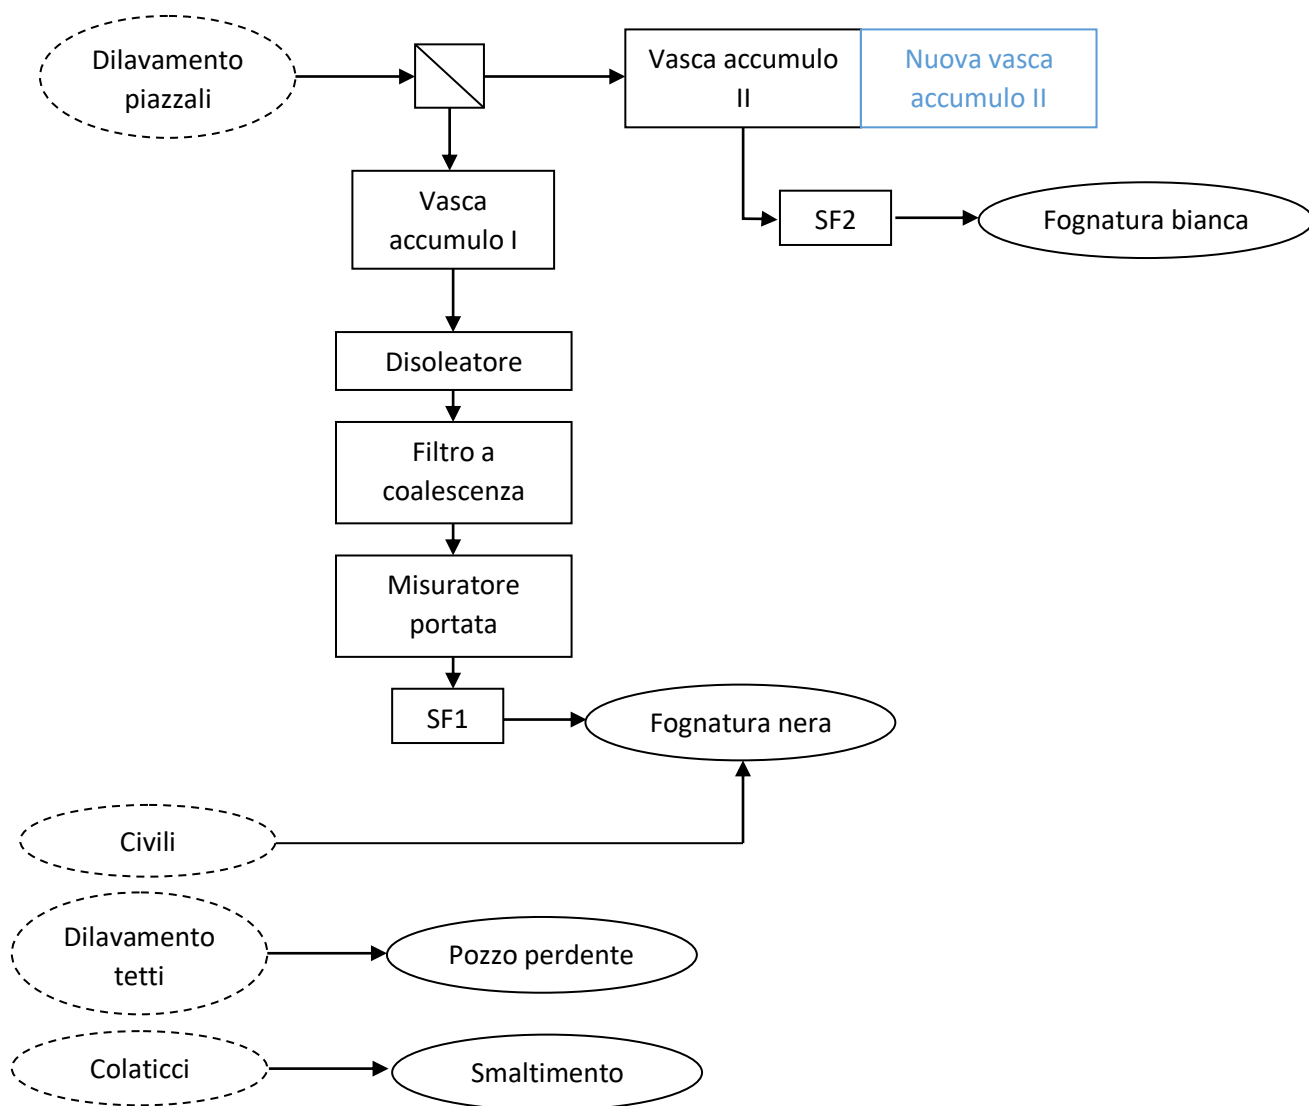 Dilavamento
piazzali
Vasca accumulo
II
Nuova vasca
accumulo II
Vasca
accumulo I
SF2
Fognatura bianca
Disoleatore
Filtro a
coalescenza
Misuratore
portata
SF1
Fognatura nera
Civili
Dilavamento
tetti
Pozzo perdente
Colaticci
Smaltimento